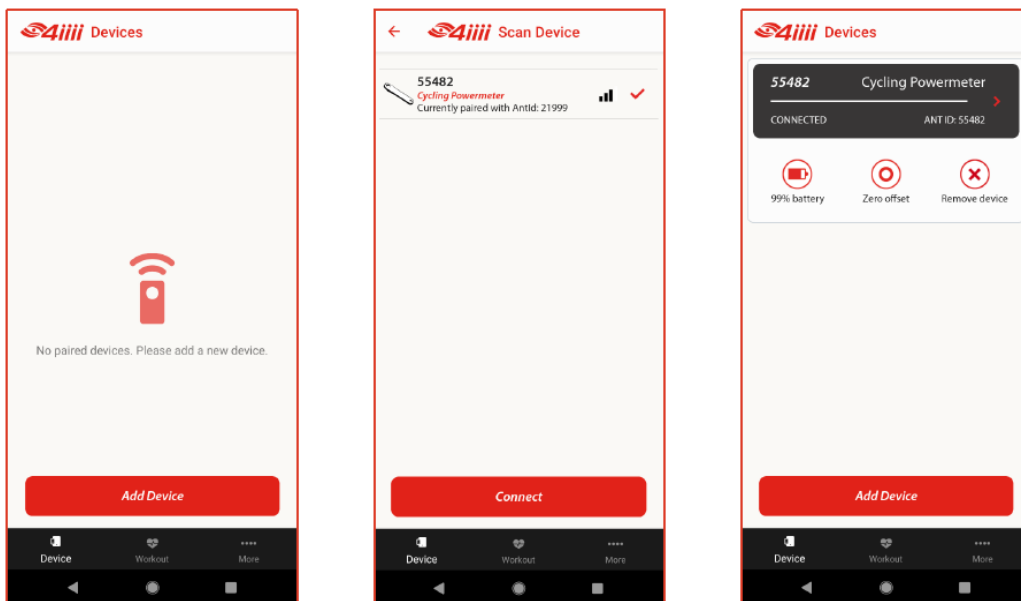 4iiii Devices
No paired devices. Please add a new device.
Add Device
Device Workout More
4iiii Scan Device
55482
Cycling Powermeter
Currently paired with AntId: 21999
Connect
Device Workout More
4iiii Devices
55482 Cycling Powermeter
CONNECTED ANT ID: 55482
99% battery Zero offset Remove device
Add Device
Device Workout More